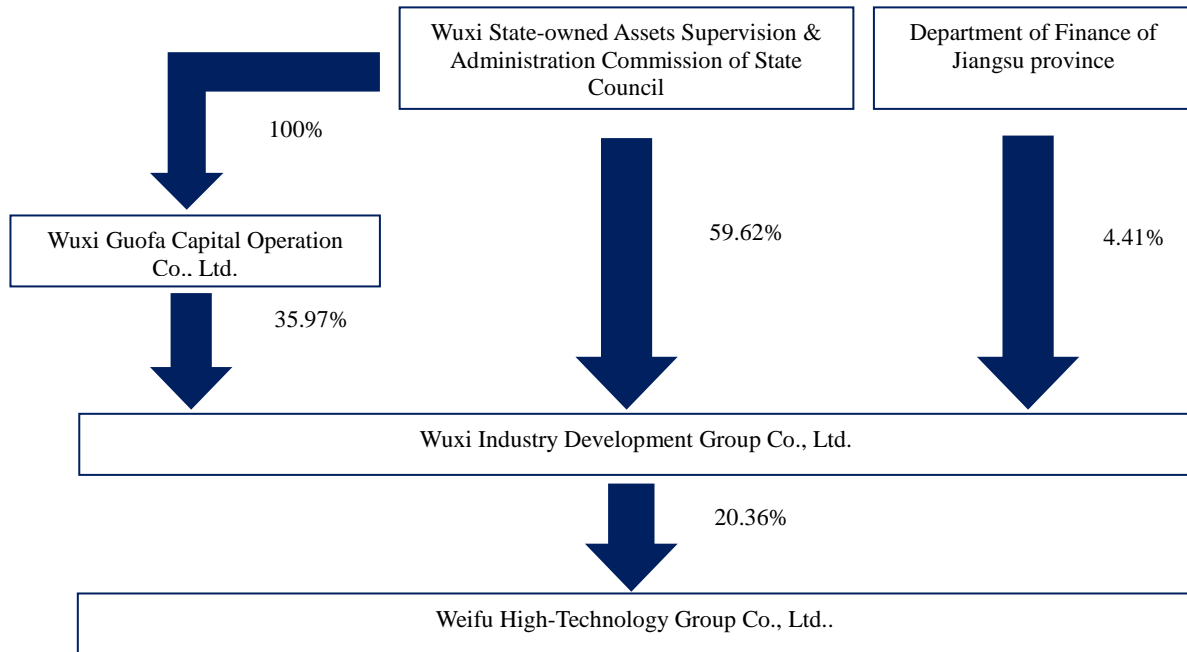 Wuxi State-owned Assets Supervision &
Administration Commission of State
Council
Department of Finance of
Jiangsu province
100%
Wuxi Guofa Capital Operation
Co., Ltd.
59.62%
4.41%
35.97%
Wuxi Industry Development Group Co., Ltd.
20.36%
Weifu High-Technology Group Co., Ltd..